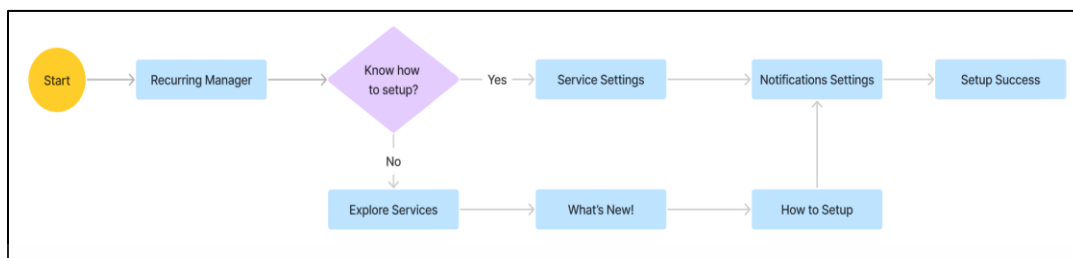 Start
Recurring Manager
Know how
to setup?
Yes
Service Settings
Notifications Settings
Setup Success
No
Explore Services
What's New!
How to Setup